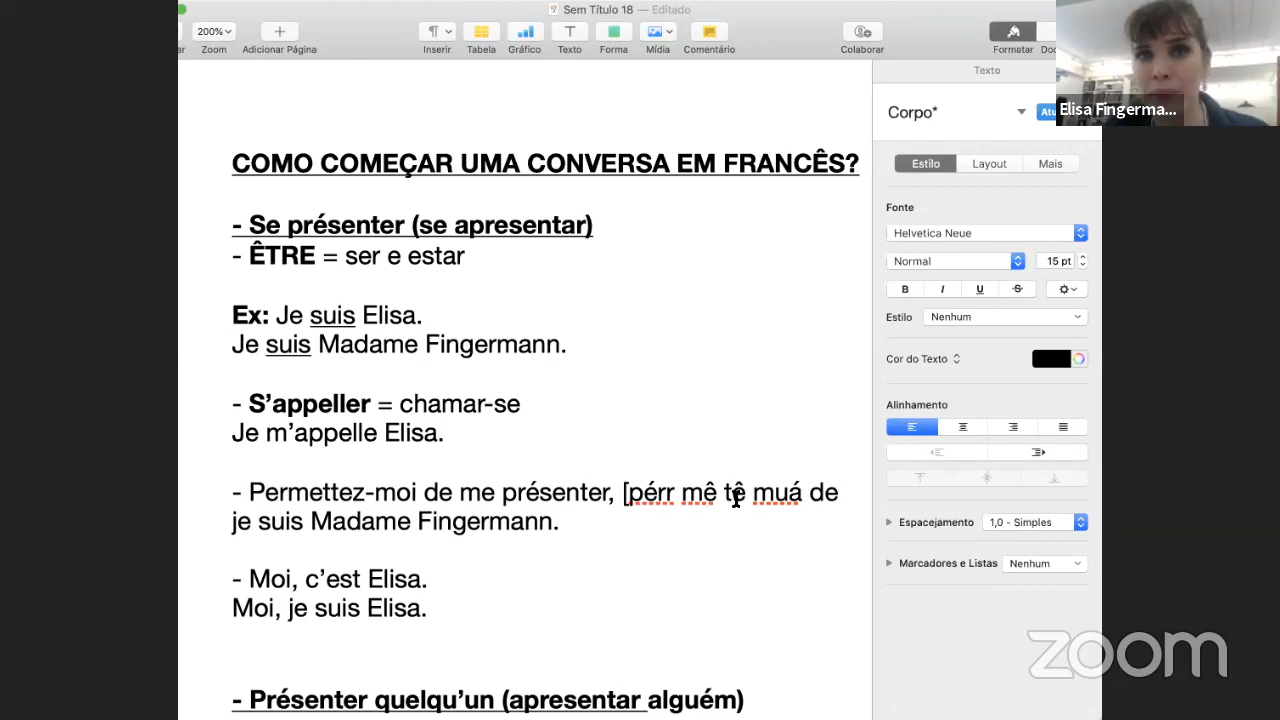 Sem Título 18 — Editado
200%
Zoom
Adicionar Página
Inserir
Tabela
Gráfico
Texto
Forma
Mídia
Comentário
Colaborar
Formatar
Texto
Elisa Fingerma...
Corpo*
Estilo
Layout
Mais
Fonte
Helvetica Neue
Normal
15 pt
B I U S
Estilo
Nenhum
Cor do Texto
Alinhamento
Espacejamento
1,0 - Simples
Marcadores e Listas
Nenhum
COMO COMEÇAR UMA CONVERSA EM FRANCÊS?
- Se présenter (se apresentar)
- ÊTRE = ser e estar
Ex: Je suis Elisa.
Je suis Madame Fingermann.
- S’appeller = chamar-se
Je m’appelle Elisa.
- Permettez-moi de me présenter, [pérr mê tê muá de
je suis Madame Fingermann.
- Moi, c’est Elisa.
Moi, je suis Elisa.
- Présenter quelqu’un (apresentar alguém)
zoom